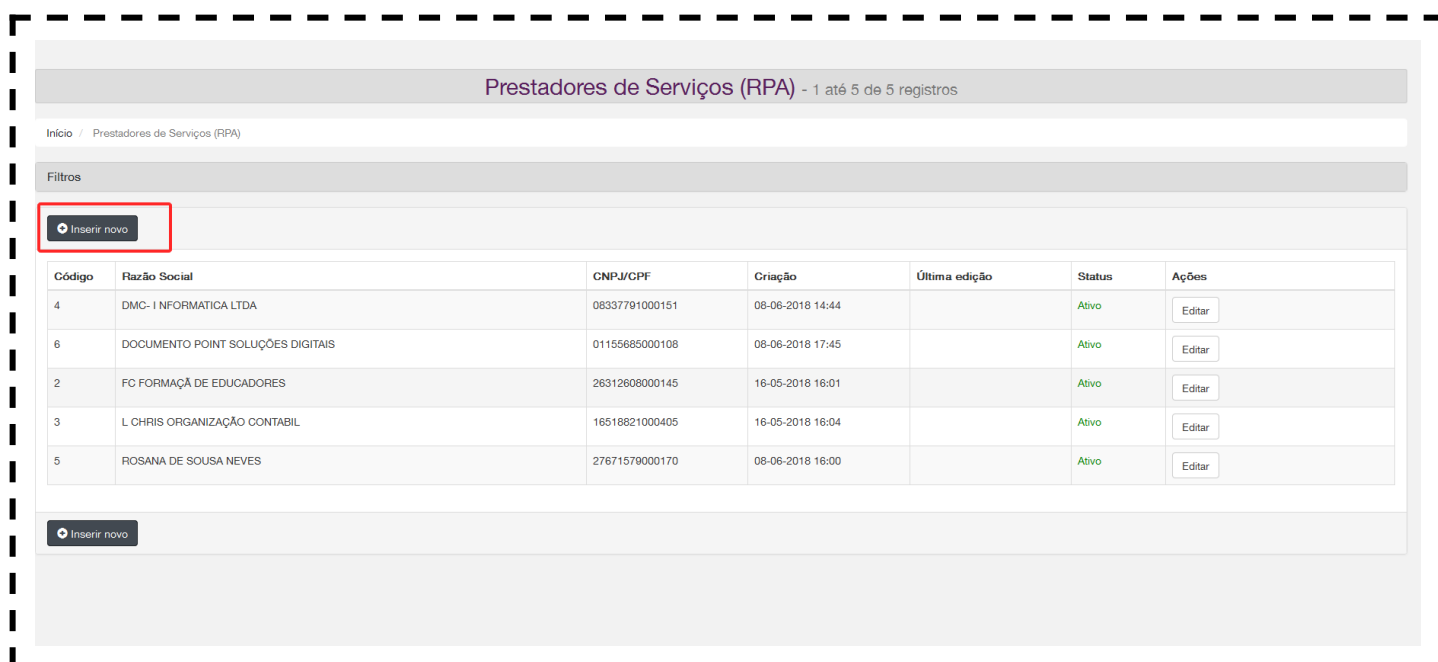 Prestadores de Serviços (RPA) - 1 até 5 de 5 registros
Início / Prestadores de Serviços (RPA)
Filtros
Inserir novo
Código Razão Social CNPJ/CPF Criação Última edição Status Ações
4 DMC- I NFORMATICA LTDA 08337791000151 08-06-2018 14:44 Ativo Editar
6 DOCUMENTO POINT SOLUÇÕES DIGITAIS 01155685000108 08-06-2018 17:45 Ativo Editar
2 FC FORMAÇÃ DE EDUCADORES 26312608000145 16-05-2018 16:01 Ativo Editar
3 L CHRIS ORGANIZAÇÃO CONTABIL 16518821000405 16-05-2018 16:04 Ativo Editar
5 ROSANA DE SOUSA NEVES 27671579000170 08-06-2018 16:00 Ativo Editar
Inserir novo